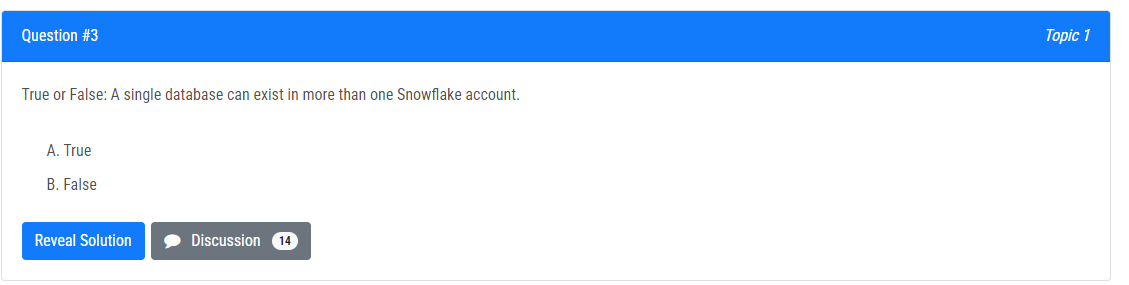 Question #3
Topic 1
True or False: A single database can exist in more than one Snowflake account.
A. True
B. False
Reveal Solution
Discussion 14